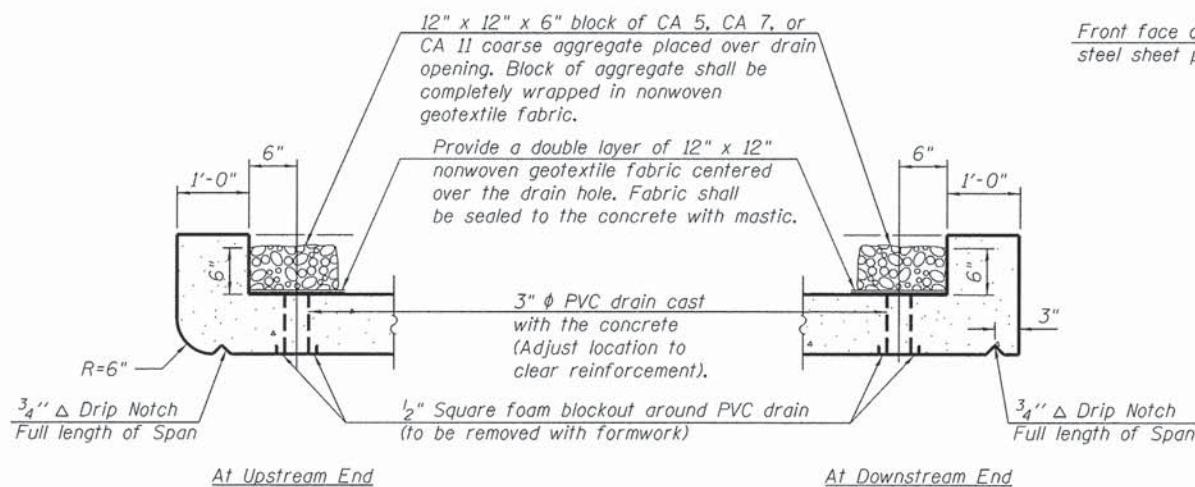 12" x 12" x 6" block of CA 5, CA 7, or
CA 11 coarse aggregate placed over drain
opening. Block of aggregate shall be
completely wrapped in nonwoven
geotextile fabric.
Front face
steel sheet
Provide a double layer of 12" x 12"
nonwoven geotextile fabric centered
over the drain hole. Fabric shall
be sealed to the concrete with mastic.
6"
1'-0"
6"
1'-0"
6"
6"
3" ϕ PVC drain cast
with the concrete
(Adjust location to
clear reinforcement).
3"
R=6"
3/4" △ Drip Notch
Full length of Span
1/2" Square foam blockout around PVC drain
(to be removed with formwork)
3/4" △ Drip Notch
Full length of Span
At Upstream End
At Downstream End